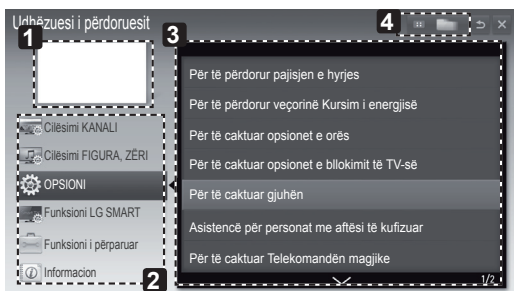 Udhëzuesi i përdoruesit
1
2
3
4
Cilësimi KANALI
Cilësimi FIGURA, ZËRI
OPSIONI
Funksioni LG SMART
Funksioni i përparuar
Informacion
Për të përdorur pajisjen e hyrjes
Për të përdorur veçorinë Kursim i energjisë
Për të caktuar opsionet e orës
Për të caktuar opsionet e bllokimit të TV-së
Për të caktuar gjuhën
Asistencë për personat me aftësi të kufizuar
Për të caktuar Telekomandën magjike
1/2